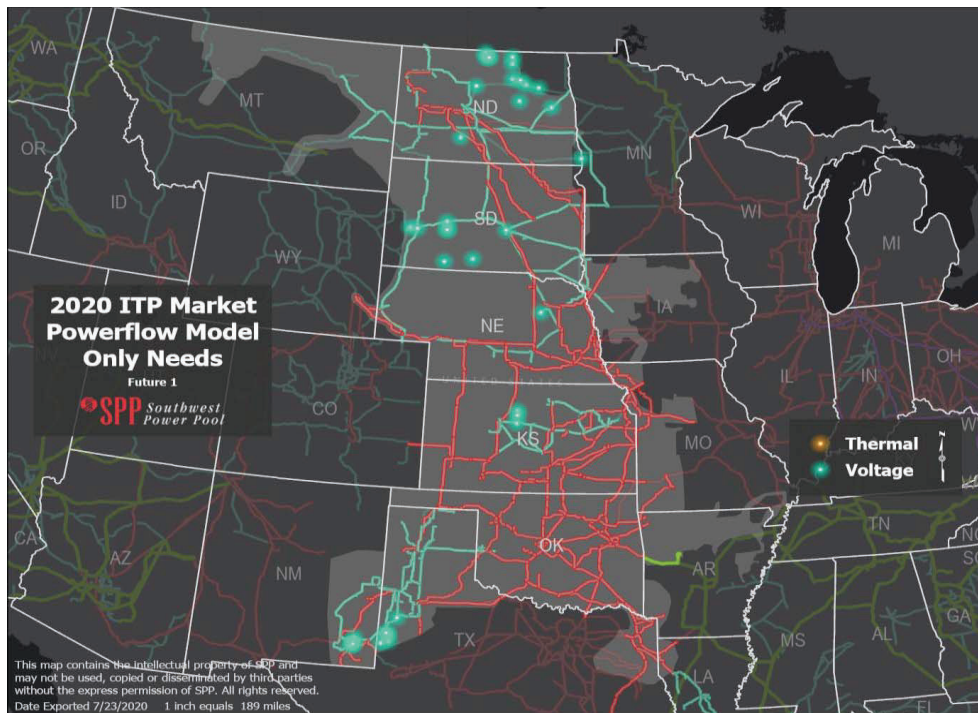 WA
MT
ND
MN
OR
ID
SD
WI
MI
WY
2020 ITP Market
Powerflow Model
Only Needs
Future 1
SPP Southwest
Power Pool
NE
IA
UNITED STATES
IL
IN
OH
CO
KS
MO
Thermal
Voltage
N
CA
AZ
NM
OK
AR
TN
TX
MS
AL
GA
LA
FL
This map contains the intellectual property of SPP and
may not be used, copied or disseminated by third parties
without the express permission of SPP. All rights reserved.
Date Exported 7/23/2020 1 inch equals 189 miles